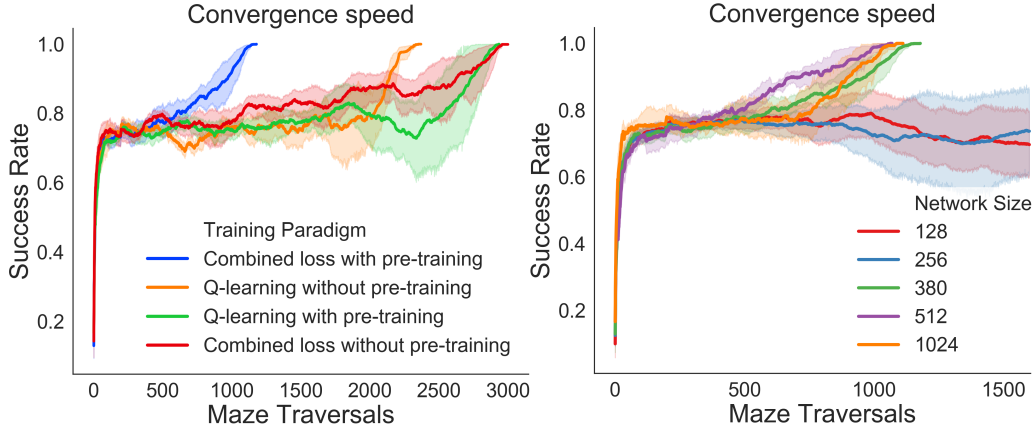 Convergence speed
Success Rate
1.0
0.8
0.6
0.4
0.2
Training Paradigm
Combined loss with pre-training
Q-learning without pre-training
Q-learning with pre-training
Combined loss without pre-training
0 500 1000 1500 2000 2500 3000
Maze Traversals
Convergence speed
Success Rate
1.0
0.8
0.6
0.4
0.2
Network Size
128
256
380
512
1024
0 500 1000 1500
Maze Traversals